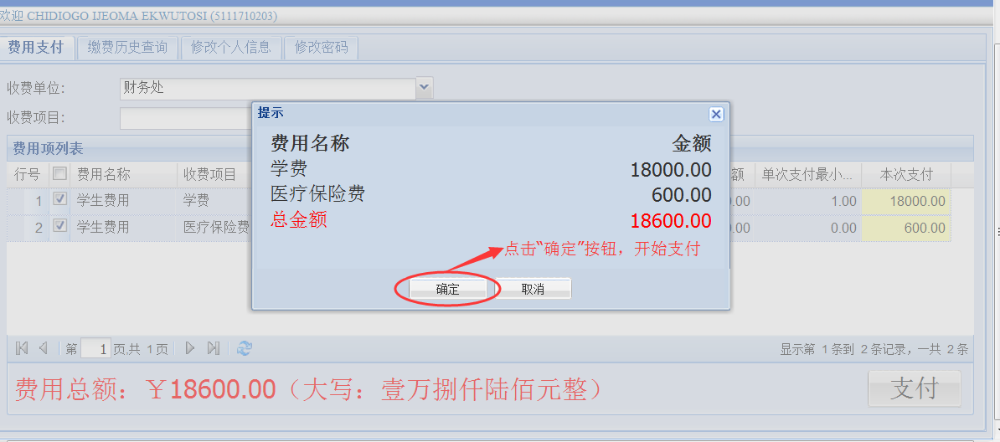 欢迎 CHIDIOGO IJEOMA EKWUTOSI (5111710203)
费用支付 缴费历史查询 修改个人信息 修改密码
收费单位: 财务处
收费项目:
提示
费用名称 金额
学费 18000.00
医疗保险费 600.00
总金额 18600.00
点击“确定”按钮，开始支付
确定 取消
费用项列表
行号 费用名称 收费项目 额 单次支付最小... 本次支付
1 学生费用 学费 0.00 1.00 18000.00
2 学生费用 医疗保险费 0.00 0.00 600.00
第 1 页,共 1 页 显示第 1 条到 2 条记录，一共 2 条
费用总额：￥18600.00（大写：壹万捌仟陆佰元整） 支付